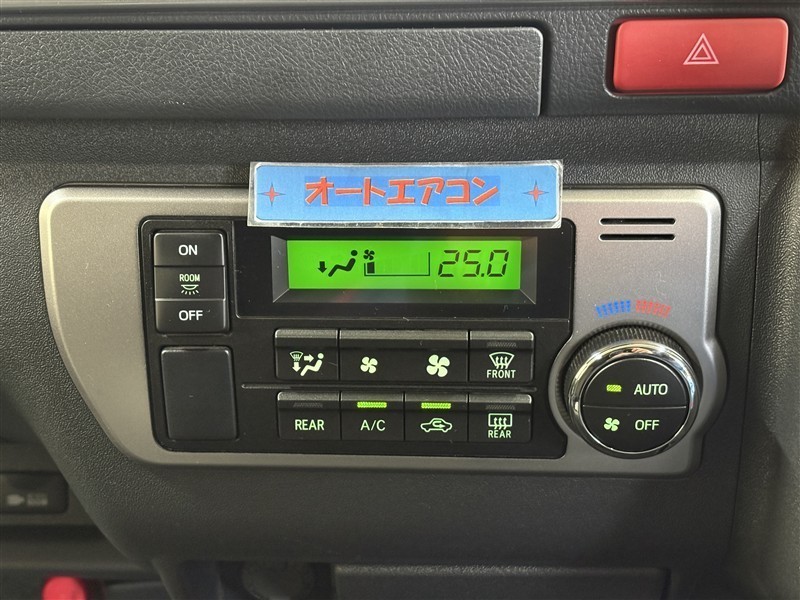 オートエアコン
25.0
ON
ROOM
OFF
FRONT
REAR
A/C
REAR
AUTO
OFF